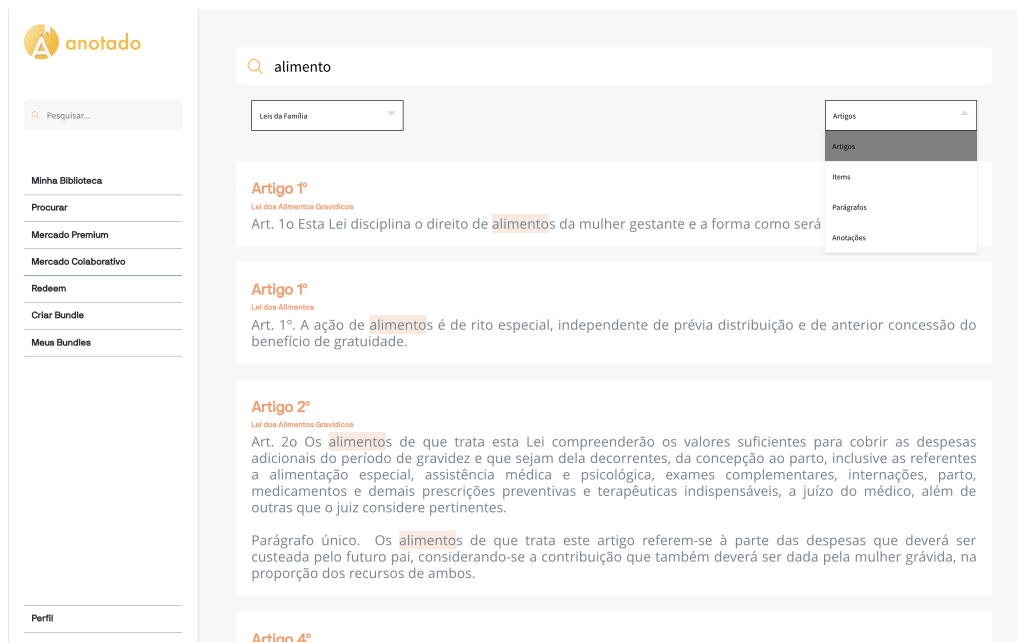 anotado
Pesquisar...
Minha Biblioteca
Procurar
Mercado Premium
Mercado Colaborativo
Redeem
Criar Bundle
Meus Bundles
Perfil
alimento
Leis da Família
Artigos
Artigos
Items
Parágrafos
Anotações
Artigo 1º
Lei dos Alimentos Gravídicos
Art. 1o Esta Lei disciplina o direito de alimentos da mulher gestante e a forma como será
Artigo 1º
Lei dos Alimentos
Art. 1º. A ação de alimentos é de rito especial, independente de prévia distribuição e de anterior concessão do
benefício de gratuidade.
Artigo 2º
Lei dos Alimentos Gravídicos
Art. 2o Os alimentos de que trata esta Lei compreenderão os valores suficientes para cobrir as despesas
adicionais do período de gravidez e que sejam dela decorrentes, da concepção ao parto, inclusive as referentes
a alimentação especial, assistência médica e psicológica, exames complementares, internações, parto,
medicamentos e demais prescrições preventivas e terapêuticas indispensáveis, a juízo do médico, além de
outras que o juiz considere pertinentes.
Parágrafo único. Os alimentos de que trata este artigo referem-se à parte das despesas que deverá ser
custeada pelo futuro pai, considerando-se a contribuição que também deverá ser dada pela mulher grávida, na
proporção dos recursos de ambos.
Artigo 4º